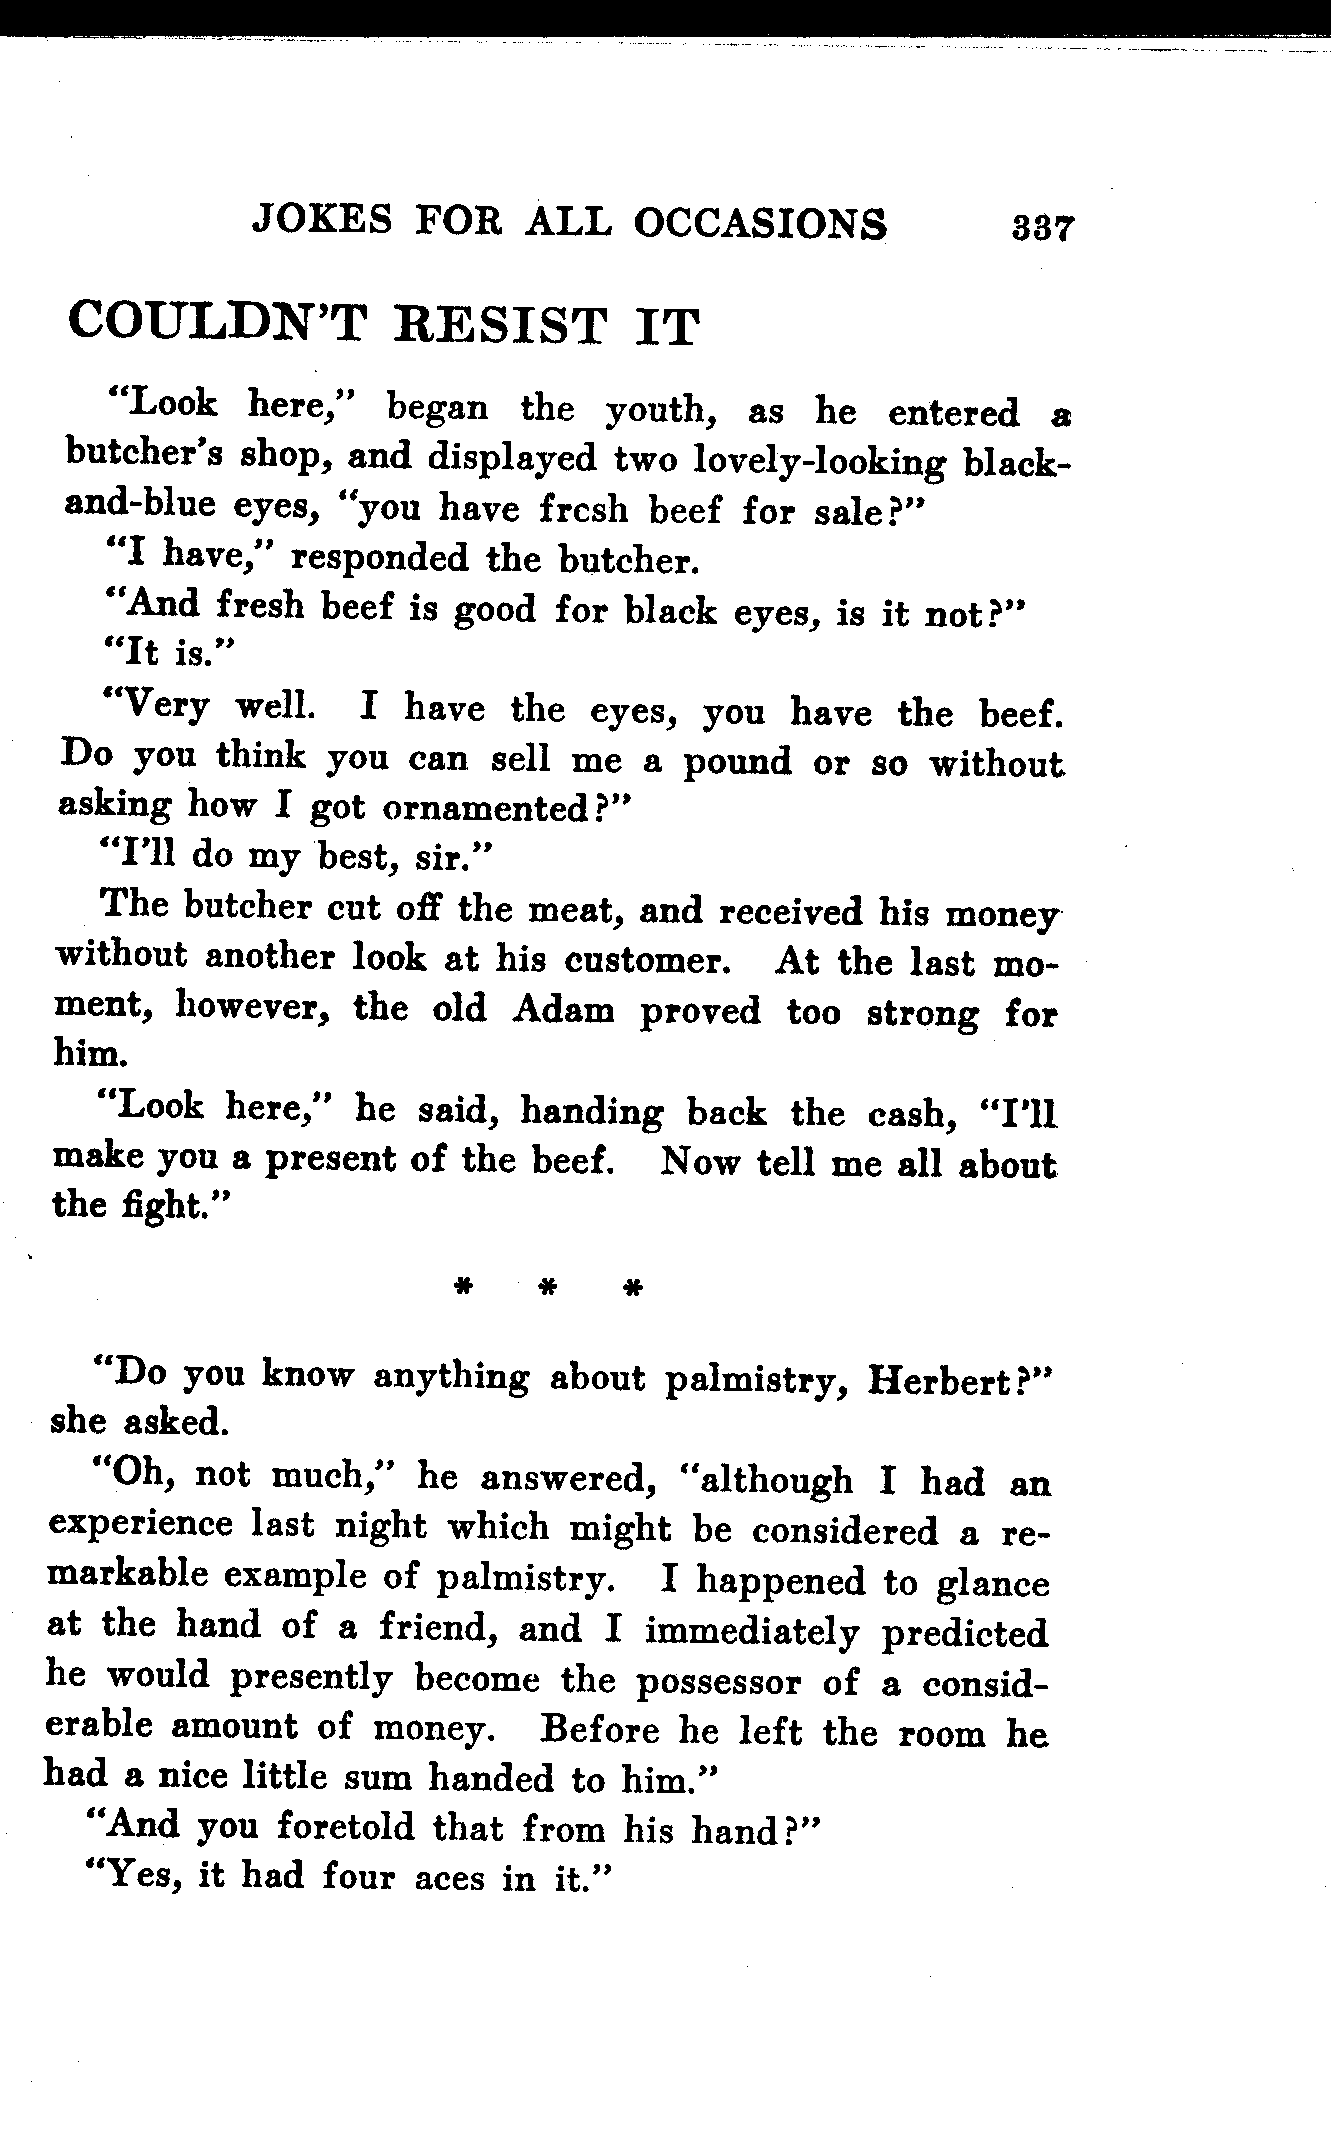 JOKES FOR ALL OCCASIONS 337
COULDN'T RESIST IT
"Look here," began the youth, as he entered a
butcher's shop, and displayed two lovely-looking black-
and-blue eyes, "you have fresh beef for sale?"
"I have," responded the butcher.
"And fresh beef is good for black eyes, is it not?"
"It is."
"Very well. I have the eyes, you have the beef.
Do you think you can sell me a pound or so without
asking how I got ornamented?"
"I'll do my best, sir."
The butcher cut off the meat, and received his money
without another look at his customer. At the last mo-
ment, however, the old Adam proved too strong for
him.
"Look here," he said, handing back the cash, "I'll
make you a present of the beef. Now tell me all about
the fight."
* * *
"Do you know anything about palmistry, Herbert?"
she asked.
"Oh, not much," he answered, "although I had an
experience last night which might be considered a re-
markable example of palmistry. I happened to glance
at the hand of a friend, and I immediately predicted
he would presently become the possessor of a consid-
erable amount of money. Before he left the room he
had a nice little sum handed to him."
"And you foretold that from his hand?"
"Yes, it had four aces in it."